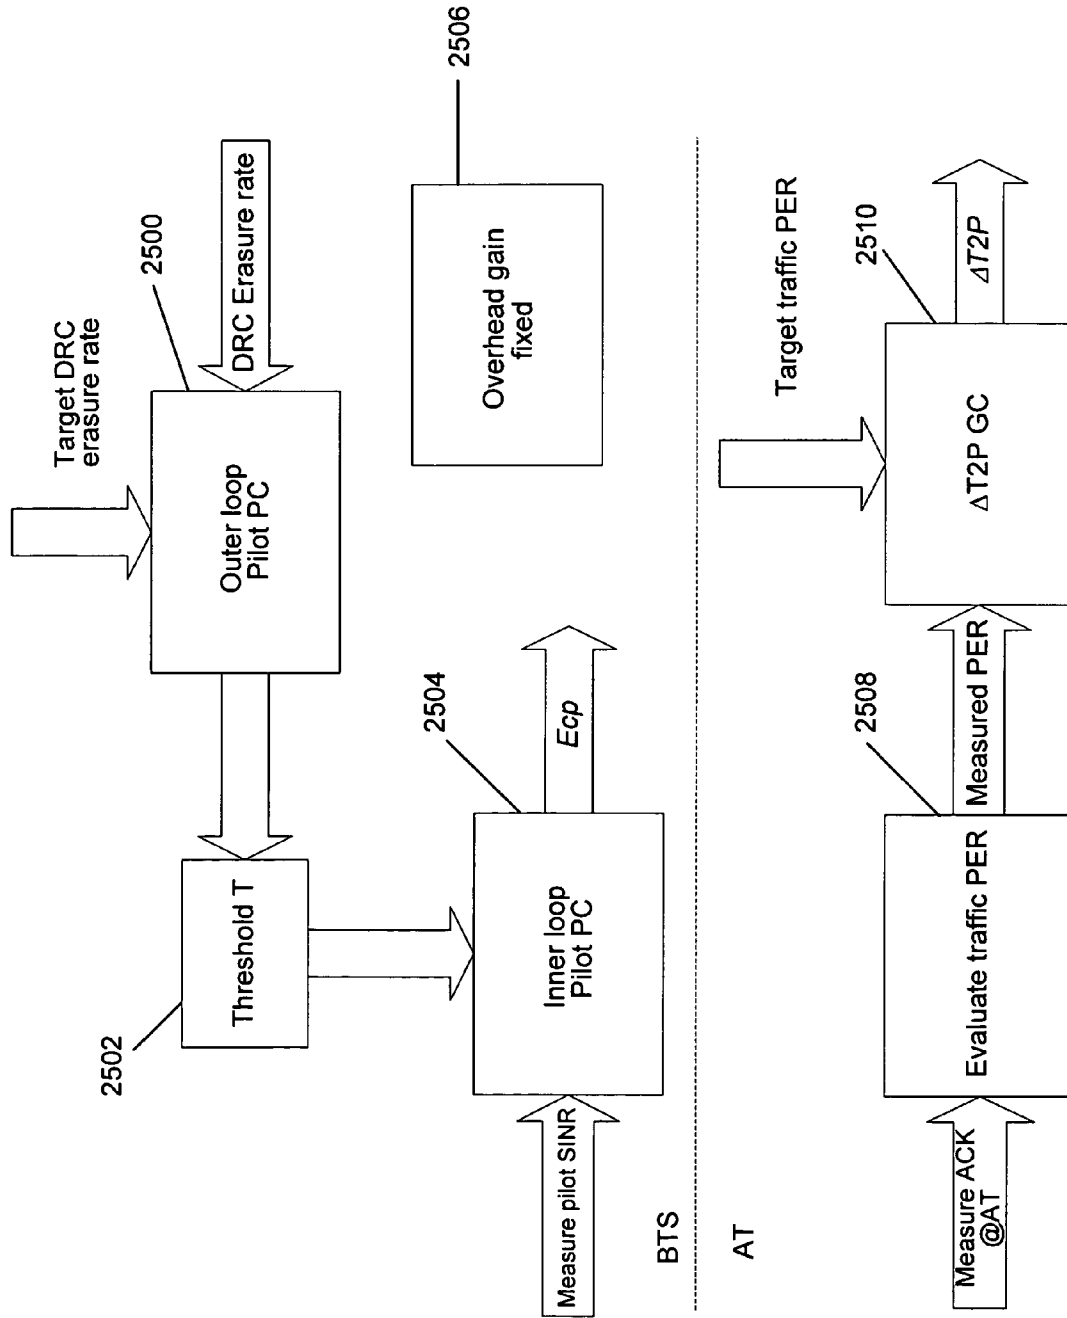 Target DRC
erasure rate
2500
Outer loop
Pilot PC
DRC Erasure rate
2502
Threshold T
2504
Measure pilot SINR
Inner loop
Pilot PC
Ecp
2506
Overhead gain
fixed
BTS
AT
Measure ACK
@AT
2508
Evaluate traffic PER
Measured PER
Target traffic PER
2510
ΔT2P GC
ΔT2P